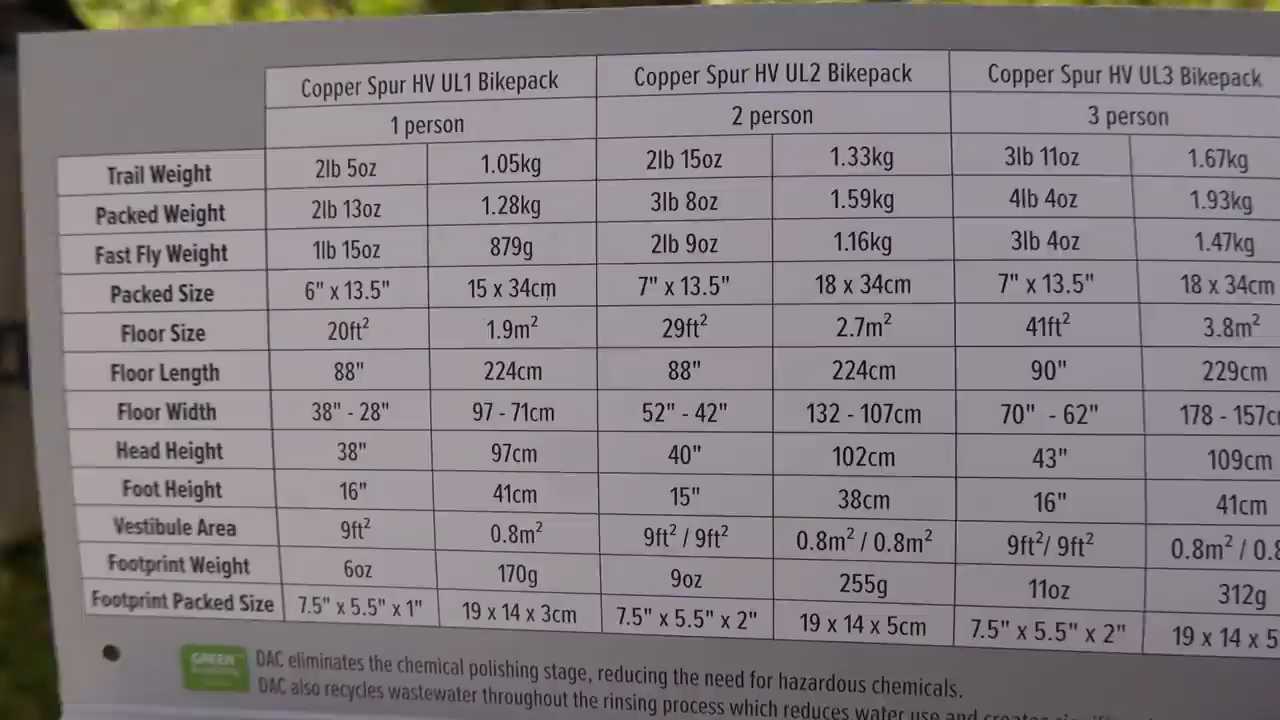 Copper Spur HV UL1 Bikepack Copper Spur HV UL2 Bikepack Copper Spur HV UL3 Bikepack
1 person 2 person 3 person
Trail Weight 2lb 5oz 1.05kg 2lb 15oz 1.33kg 3lb 11oz 1.67kg
Packed Weight 2lb 13oz 1.28kg 3lb 8oz 1.59kg 4lb 4oz 1.93kg
Fast Fly Weight 1lb 15oz 879g 2lb 9oz 1.16kg 3lb 4oz 1.47kg
Packed Size 6" x 13.5" 15 x 34cm 7" x 13.5" 18 x 34cm 7" x 13.5" 18 x 34cm
Floor Size 20ft² 1.9m² 29ft² 2.7m² 41ft² 3.8m²
Floor Length 88" 224cm 88" 224cm 90" 229cm
Floor Width 38" - 28" 97 - 71cm 52" - 42" 132 - 107cm 70" - 62" 178 - 157c
Head Height 38" 97cm 40" 102cm 43" 109cm
Foot Height 16" 41cm 15" 38cm 16" 41cm
Vestibule Area 9ft² 0.8m² 9ft² / 9ft² 0.8m² / 0.8m² 9ft²/ 9ft² 0.8m² / 0.8
Footprint Weight 6oz 170g 9oz 255g 11oz 312g
Footprint Packed Size 7.5" x 5.5" x 1" 19 x 14 x 3cm 7.5" x 5.5" x 2" 19 x 14 x 5cm 7.5" x 5.5" x 2" 19 x 14 x 5
GREEN
DAC eliminates the chemical polishing stage, reducing the need for hazardous chemicals.
DAC also recycles wastewater throughout the rinsing process which reduces water use and